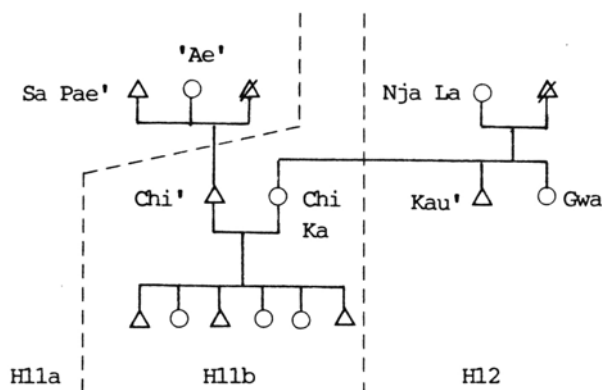 'Ae'
Sa Pae'
Nja La
Chi'
Chi
Ka
Kau'
Gwa
H11a
H11b
H12